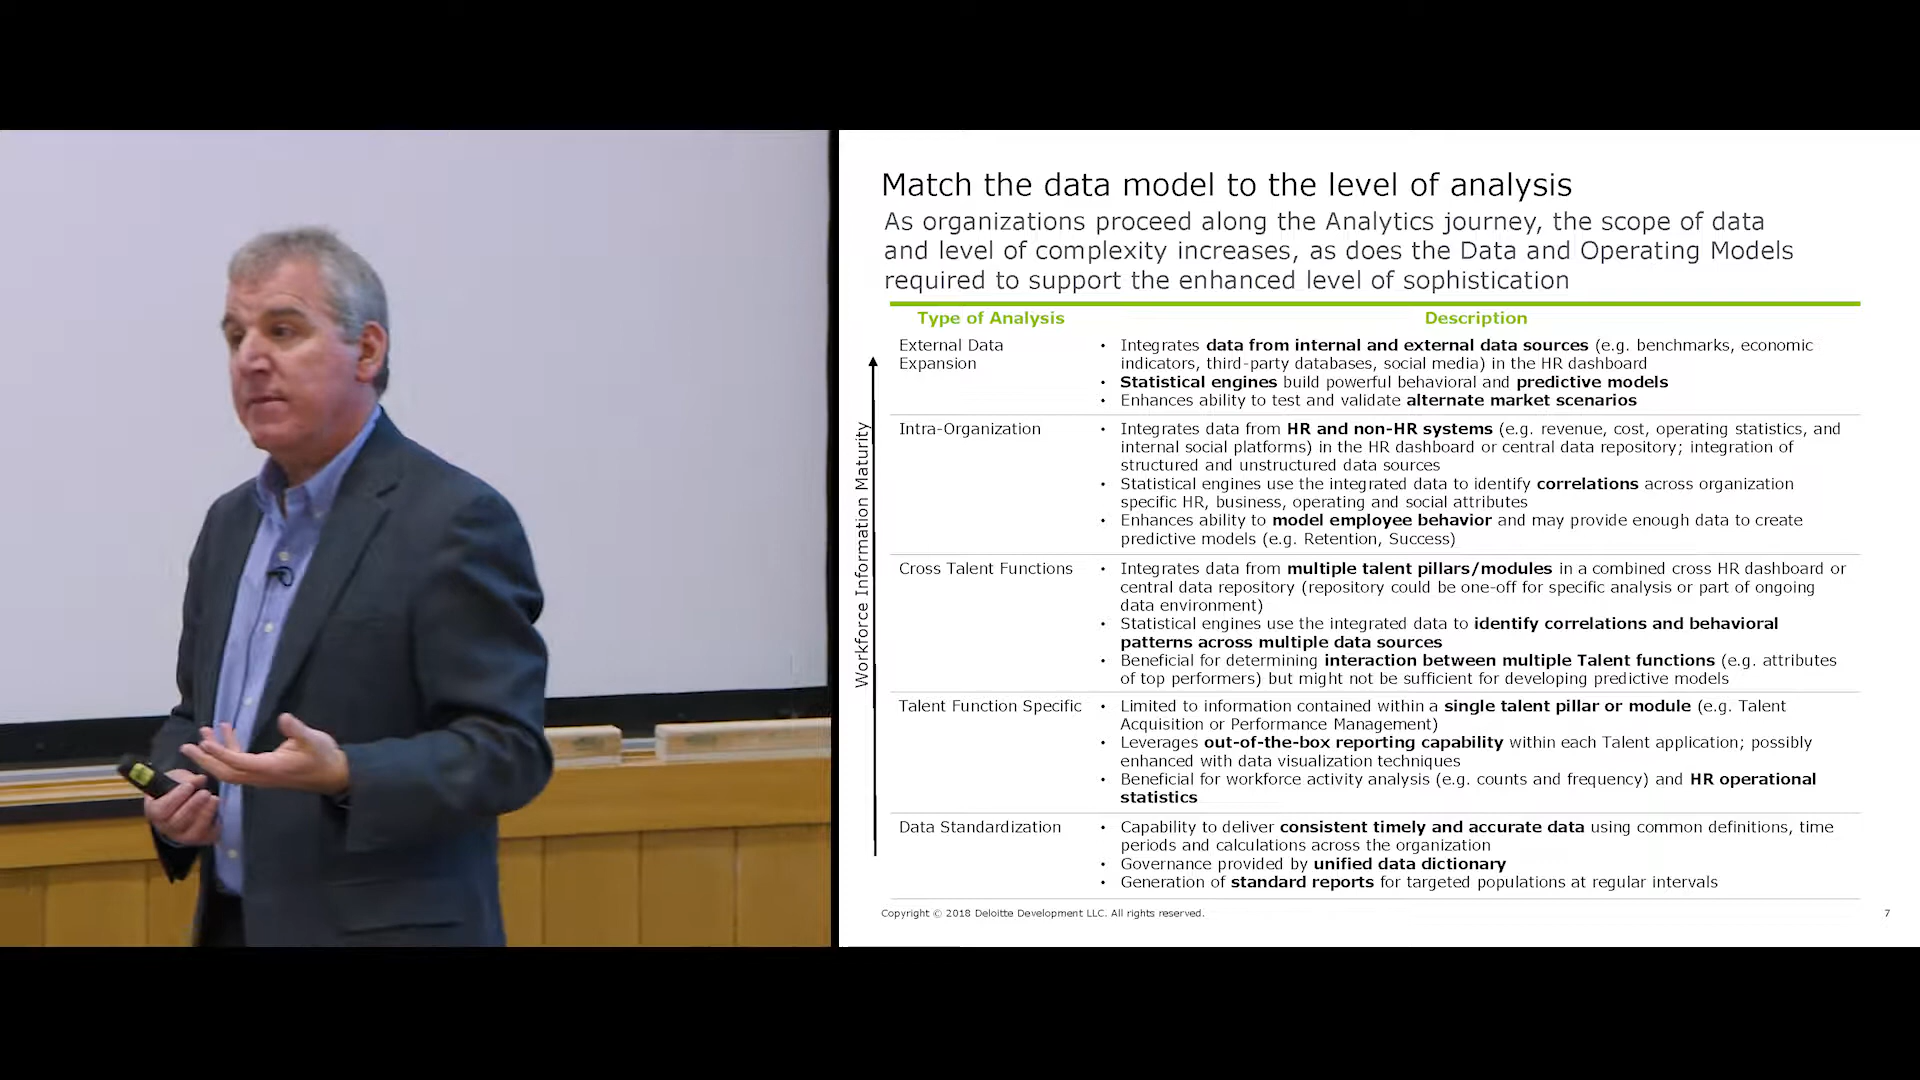 Match the data model to the level of analysis
As organizations proceed along the Analytics journey, the scope of data
and level of complexity increases, as does the Data and Operating Models
required to support the enhanced level of sophistication
Type of Analysis
Description
Workforce Information Maturity
External Data
Expansion
• Integrates data from internal and external data sources (e.g. benchmarks, economic
indicators, third-party databases, social media) in the HR dashboard
• Statistical engines build powerful behavioral and predictive models
• Enhances ability to test and validate alternate market scenarios
Intra-Organization
• Integrates data from HR and non-HR systems (e.g. revenue, cost, operating statistics, and
internal social platforms) in the HR dashboard or central data repository; integration of
structured and unstructured data sources
• Statistical engines use the integrated data to identify correlations across organization
specific HR, business, operating and social attributes
• Enhances ability to model employee behavior and may provide enough data to create
predictive models (e.g. Retention, Success)
Cross Talent Functions
• Integrates data from multiple talent pillars/modules in a combined cross HR dashboard or
central data repository (repository could be one-off for specific analysis or part of ongoing
data environment)
• Statistical engines use the integrated data to identify correlations and behavioral
patterns across multiple data sources
• Beneficial for determining interaction between multiple Talent functions (e.g. attributes
of top performers) but might not be sufficient for developing predictive models
Talent Function Specific
• Limited to information contained within a single talent pillar or module (e.g. Talent
Acquisition or Performance Management)
• Leverages out-of-the-box reporting capability within each Talent application; possibly
enhanced with data visualization techniques
• Beneficial for workforce activity analysis (e.g. counts and frequency) and HR operational
statistics
Data Standardization
• Capability to deliver consistent timely and accurate data using common definitions, time
periods and calculations across the organization
• Governance provided by unified data dictionary
• Generation of standard reports for targeted populations at regular intervals
Copyright © 2018 Deloitte Development LLC. All rights reserved.
7